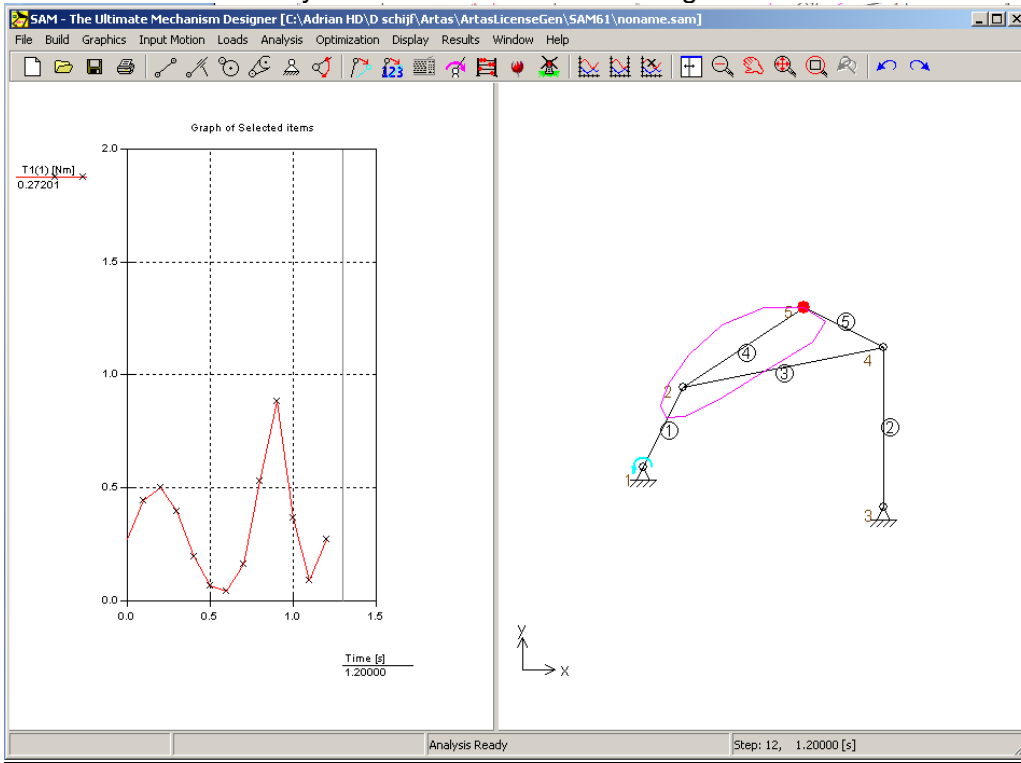 SAM - The Ultimate Mechanism Designer [C:\Adrian HD\D schijf\Artas\ArtasLicenseGen\SAM61\noname.sam]
File Build Graphics Input Motion Loads Analysis Optimization Display Results Window Help
123
Graph of Selected items
T1(1) [Nm]
0.27201
2.0
1.5
1.0
0.5
0.0
0.0 0.5 1.0 1.5
Time [s]
1.20000
5
5
4
4
3
2
1
2
1
3
y
x
Analysis Ready
Step: 12, 1.20000 [s]